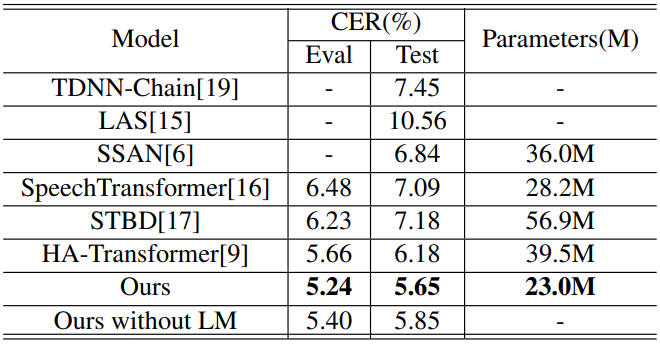 Model CER(%) Parameters(M)
Eval Test
TDNN-Chain[19] - 7.45 -
LAS[15] - 10.56 -
SSAN[6] - 6.84 36.0M
SpeechTransformer[16] 6.48 7.09 28.2M
STBD[17] 6.23 7.18 56.9M
HA-Transformer[9] 5.66 6.18 39.5M
Ours 5.24 5.65 23.0M
Ours without LM 5.40 5.85 -